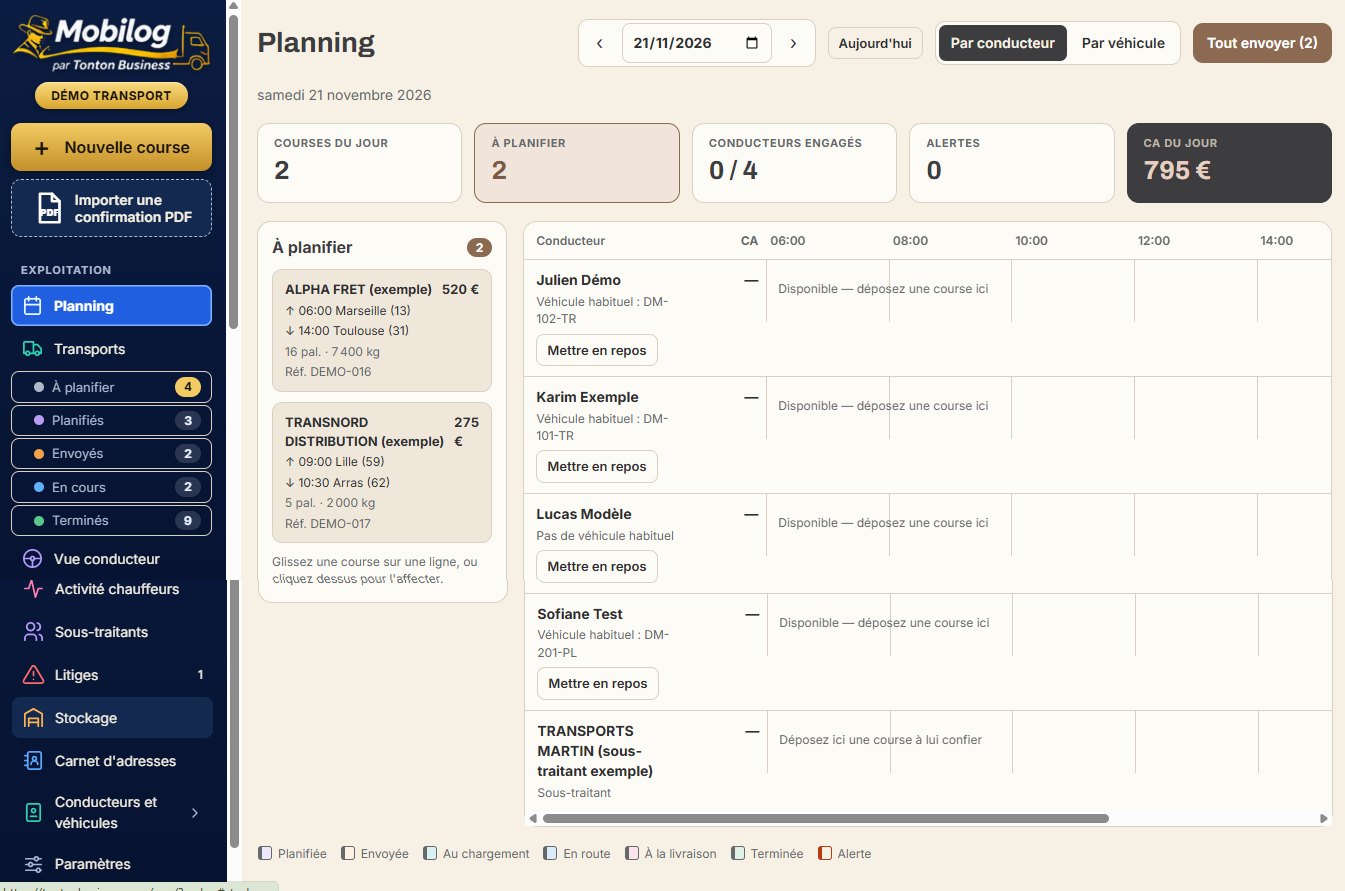 Mobilog
par Tonton Business
DÉMO TRANSPORT
+ Nouvelle course
PDF
Importer une
confirmation PDF
EXPLOITATION
Planning
Transports
À planifier 4
Planifiés 3
Envoyés 2
En cours 2
Terminés 9
Vue conducteur
Activité chauffeurs
Sous-traitants
Litiges 1
Stockage
Carnet d'adresses
Conducteurs et
véhicules
Paramètres
Planning
21/11/2026
Aujourd'hui
Par conducteur
Par véhicule
Tout envoyer (2)
samedi 21 novembre 2026
COURSES DU JOUR
2
À PLANIFIER
2
CONDUCTEURS ENGAGÉS
0 / 4
ALERTES
0
CA DU JOUR
795 €
À planifier 2
ALPHA FRET (exemple) 520 €
↑ 06:00 Marseille (13)
↓ 14:00 Toulouse (31)
16 pal. · 7 400 kg
Réf. DEMO-016
TRANSNORD 275
DISTRIBUTION (exemple) €
↑ 09:00 Lille (59)
↓ 10:30 Arras (62)
5 pal. · 2 000 kg
Réf. DEMO-017
Glissez une course sur une ligne, ou
cliquez dessus pour l'affecter.
Conducteur CA 06:00 08:00 10:00 12:00 14:00
Julien Démo —
Disponible — déposez une course ici
Véhicule habituel : DM-
102-TR
Mettre en repos
Karim Exemple —
Disponible — déposez une course ici
Véhicule habituel : DM-
101-TR
Mettre en repos
Lucas Modèle —
Disponible — déposez une course ici
Pas de véhicule habituel
Mettre en repos
Sofiane Test —
Disponible — déposez une course ici
Véhicule habituel : DM-
201-PL
Mettre en repos
TRANSPORTS —
Déposez ici une course à lui confier
MARTIN (sous-
traitant exemple)
Sous-traitant
Planifiée Envoyée Au chargement En route À la livraison Terminée Alerte